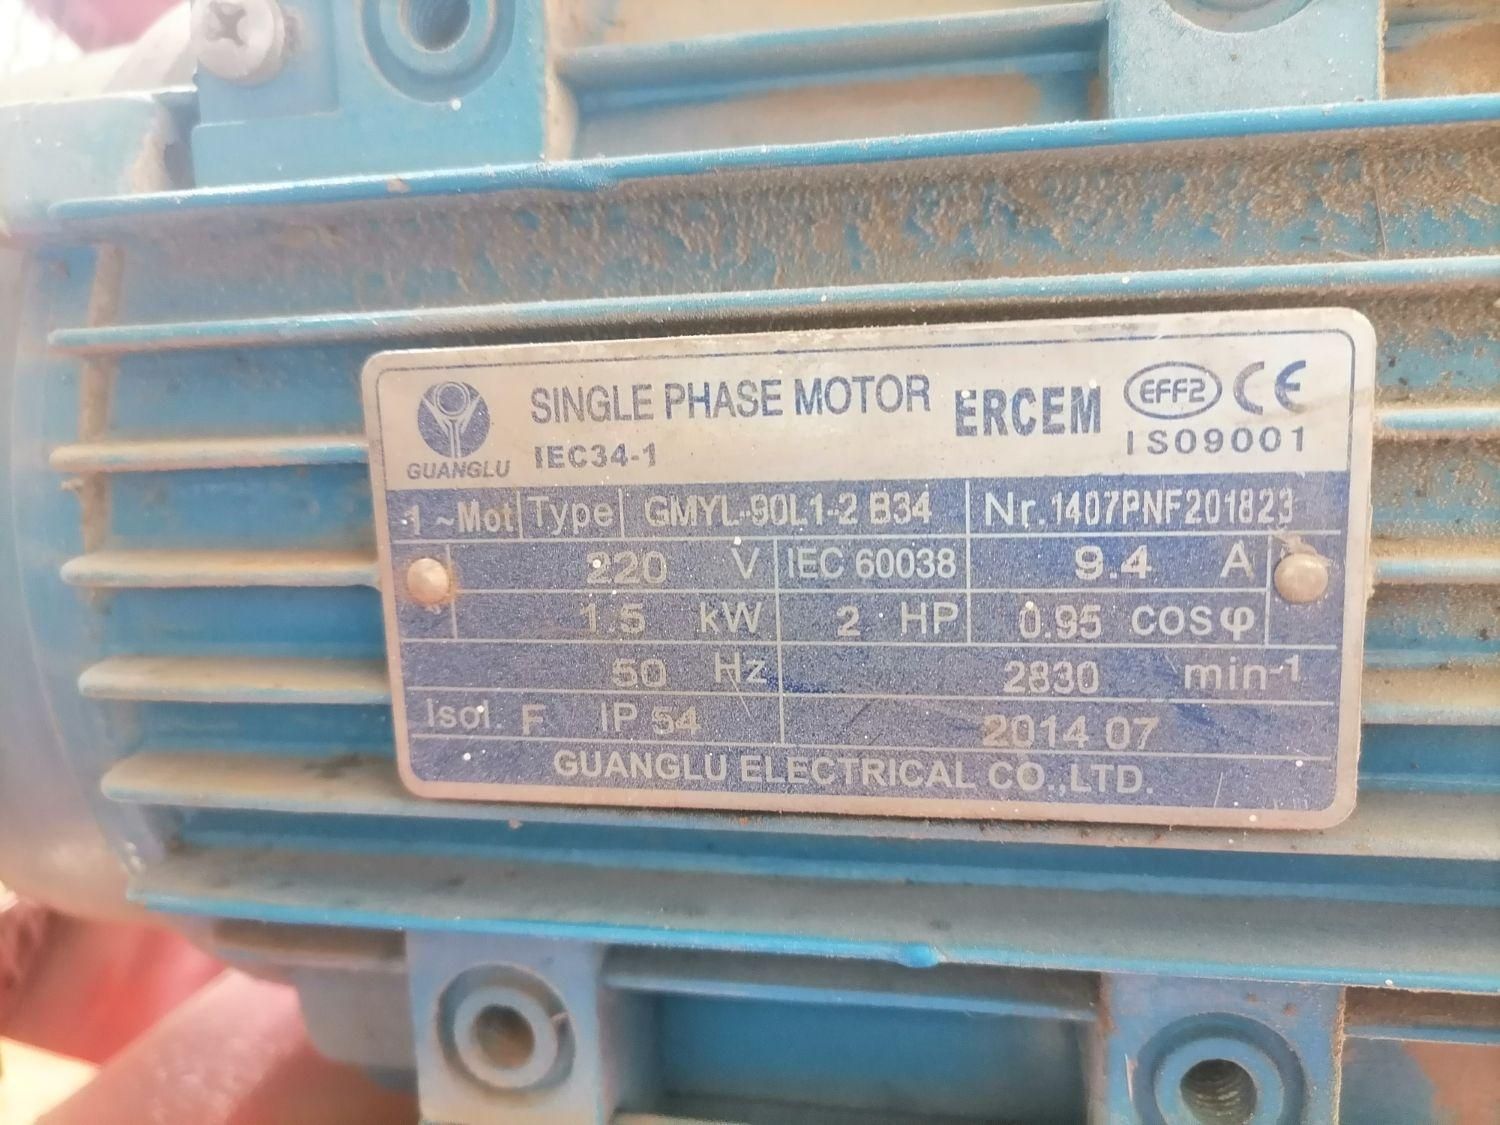 SINGLE PHASE MOTOR ERCEM EFF2 CE
GUANGLU IEC34-1 ISO9001
1~Mot Type GMYL-90L1-2 B34 Nr. 1407PNF201823
220 V IEC 60038 9.4 A
1.5 kW 2 HP 0.95 cosφ
50 Hz 2830 min-1
Isol. F IP 54 2014 07
GUANGLU ELECTRICAL CO.,LTD.